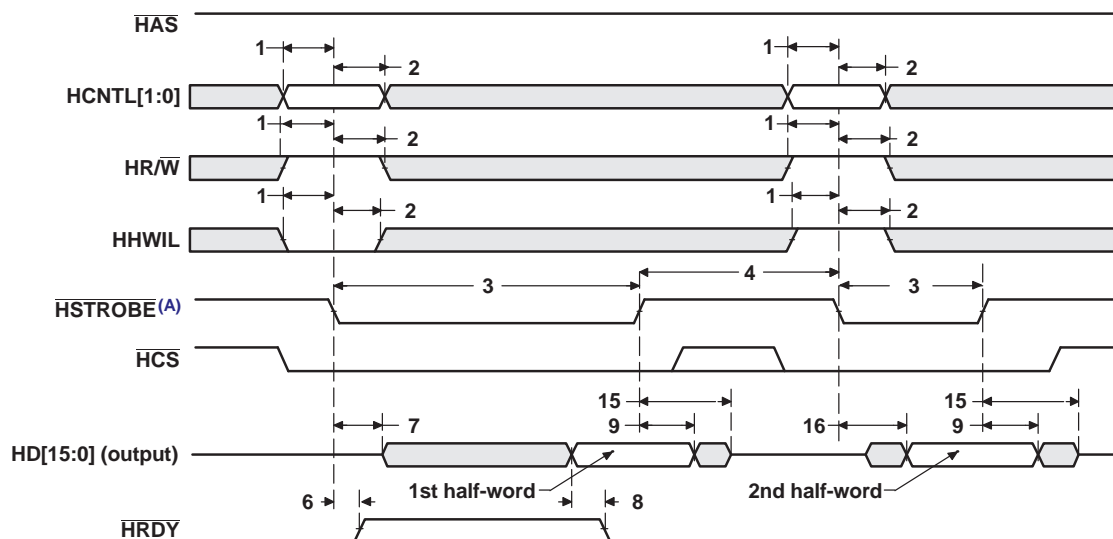 HAS
1
2
1
2
HCNTL[1:0]
1
2
1
2
HR/W
1
2
1
2
HHWIL
3
4
3
HSTROBE(A)
HCS
7
15
9
16
15
9
HD[15:0] (output)
1st half-word
2nd half-word
6
8
HRDY